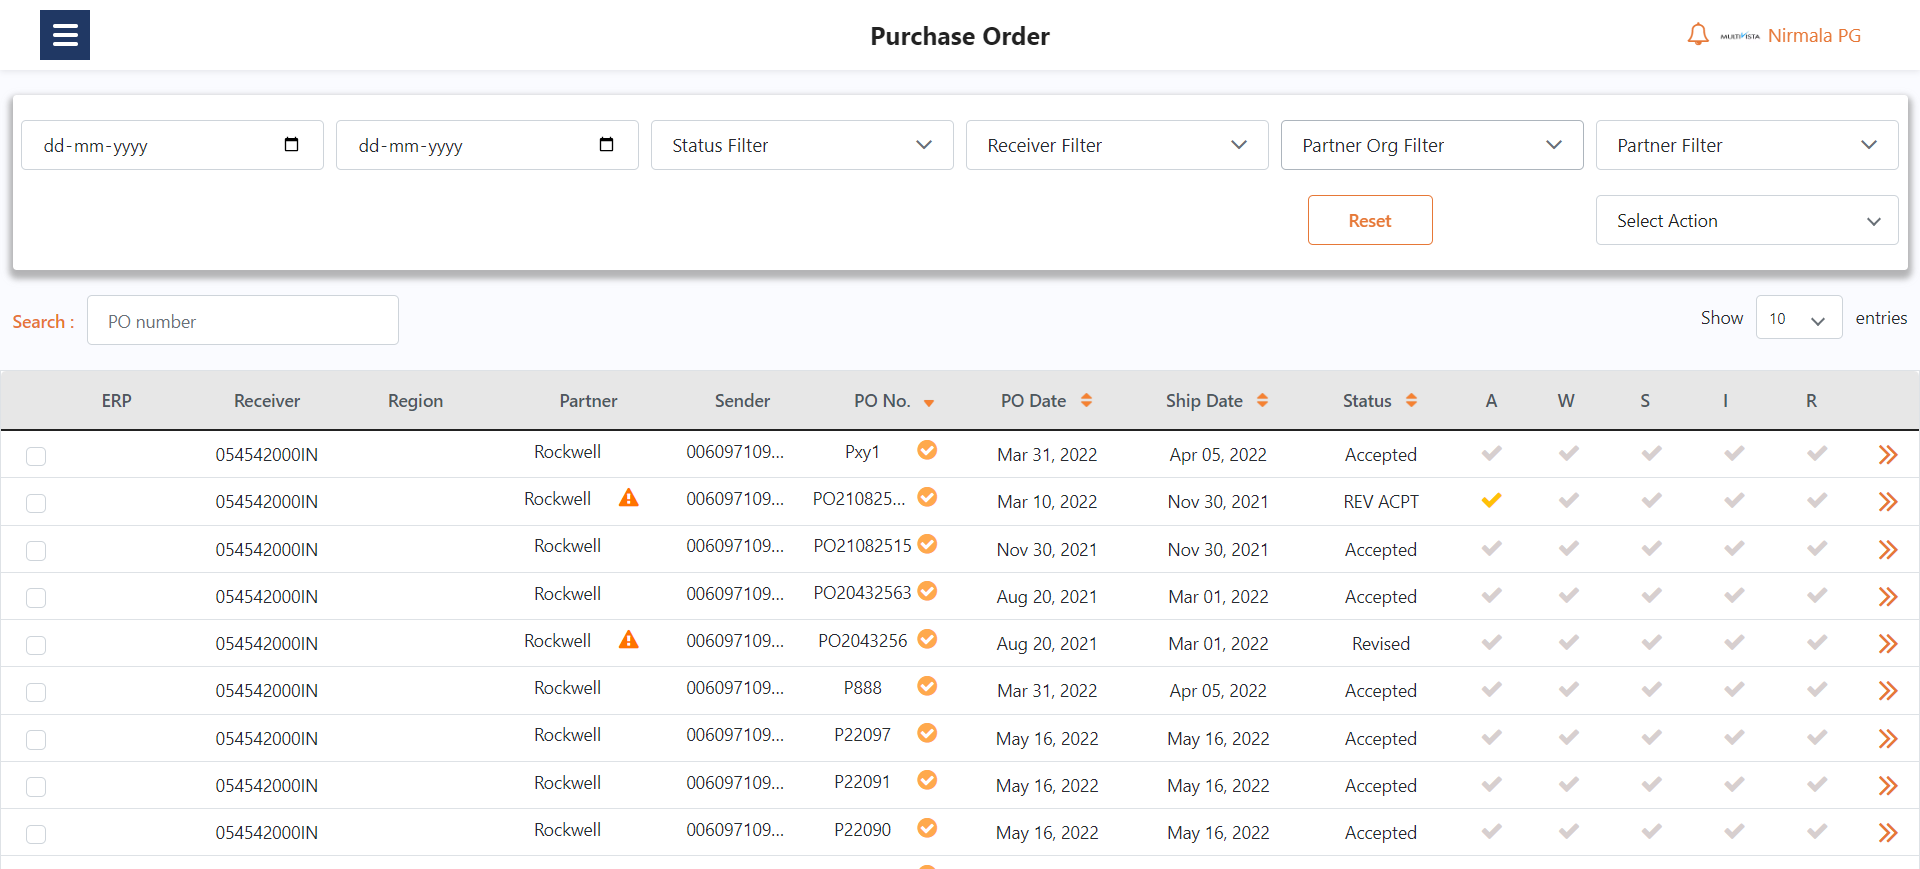 Purchase Order
MULTIVISTA Nirmala PG
dd-mm-yyyy dd-mm-yyyy Status Filter Receiver Filter Partner Org Filter Partner Filter
Reset Select Action
Search : PO number Show 10 entries
ERP Receiver Region Partner Sender PO No. PO Date Ship Date Status A W S I R
054542000IN Rockwell 006097109... Pxy1 Mar 31, 2022 Apr 05, 2022 Accepted
054542000IN Rockwell 006097109... PO210825... Mar 10, 2022 Nov 30, 2021 REV ACPT
054542000IN Rockwell 006097109... PO21082515 Nov 30, 2021 Nov 30, 2021 Accepted
054542000IN Rockwell 006097109... PO20432563 Aug 20, 2021 Mar 01, 2022 Accepted
054542000IN Rockwell 006097109... PO2043256 Aug 20, 2021 Mar 01, 2022 Revised
054542000IN Rockwell 006097109... P888 Mar 31, 2022 Apr 05, 2022 Accepted
054542000IN Rockwell 006097109... P22097 May 16, 2022 May 16, 2022 Accepted
054542000IN Rockwell 006097109... P22091 May 16, 2022 May 16, 2022 Accepted
054542000IN Rockwell 006097109... P22090 May 16, 2022 May 16, 2022 Accepted